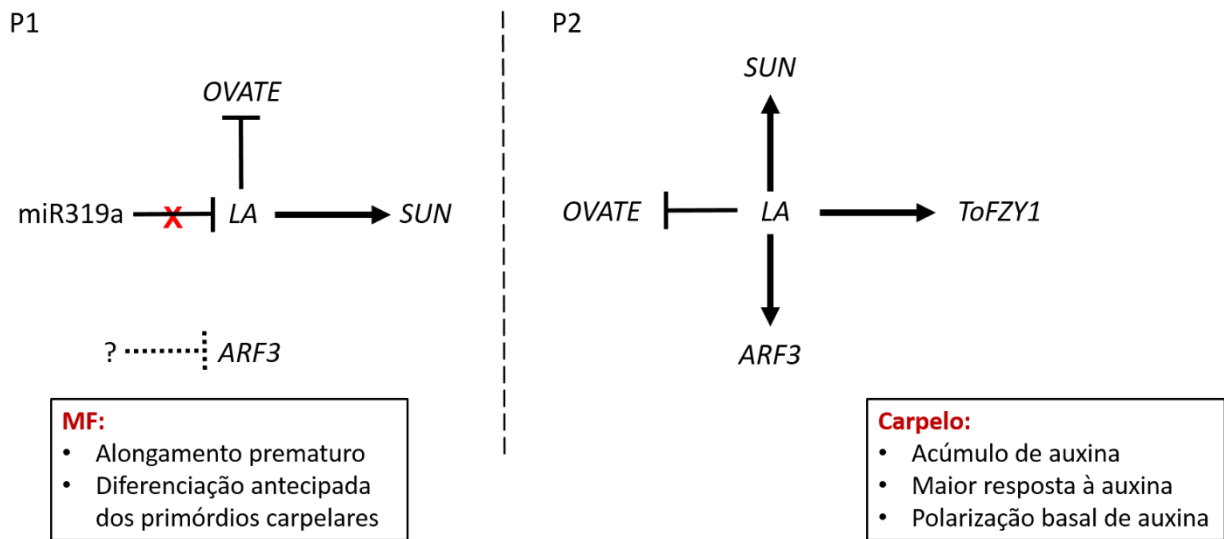 P1
OVATE
miR319a
X
LA
SUN
?
ARF3
MF:
• Alongamento prematuro
• Diferenciação antecipada
dos primórdios carpelares
P2
SUN
OVATE
LA
ToFZY1
ARF3
Carpelo:
• Acúmulo de auxina
• Maior resposta à auxina
• Polarização basal de auxina